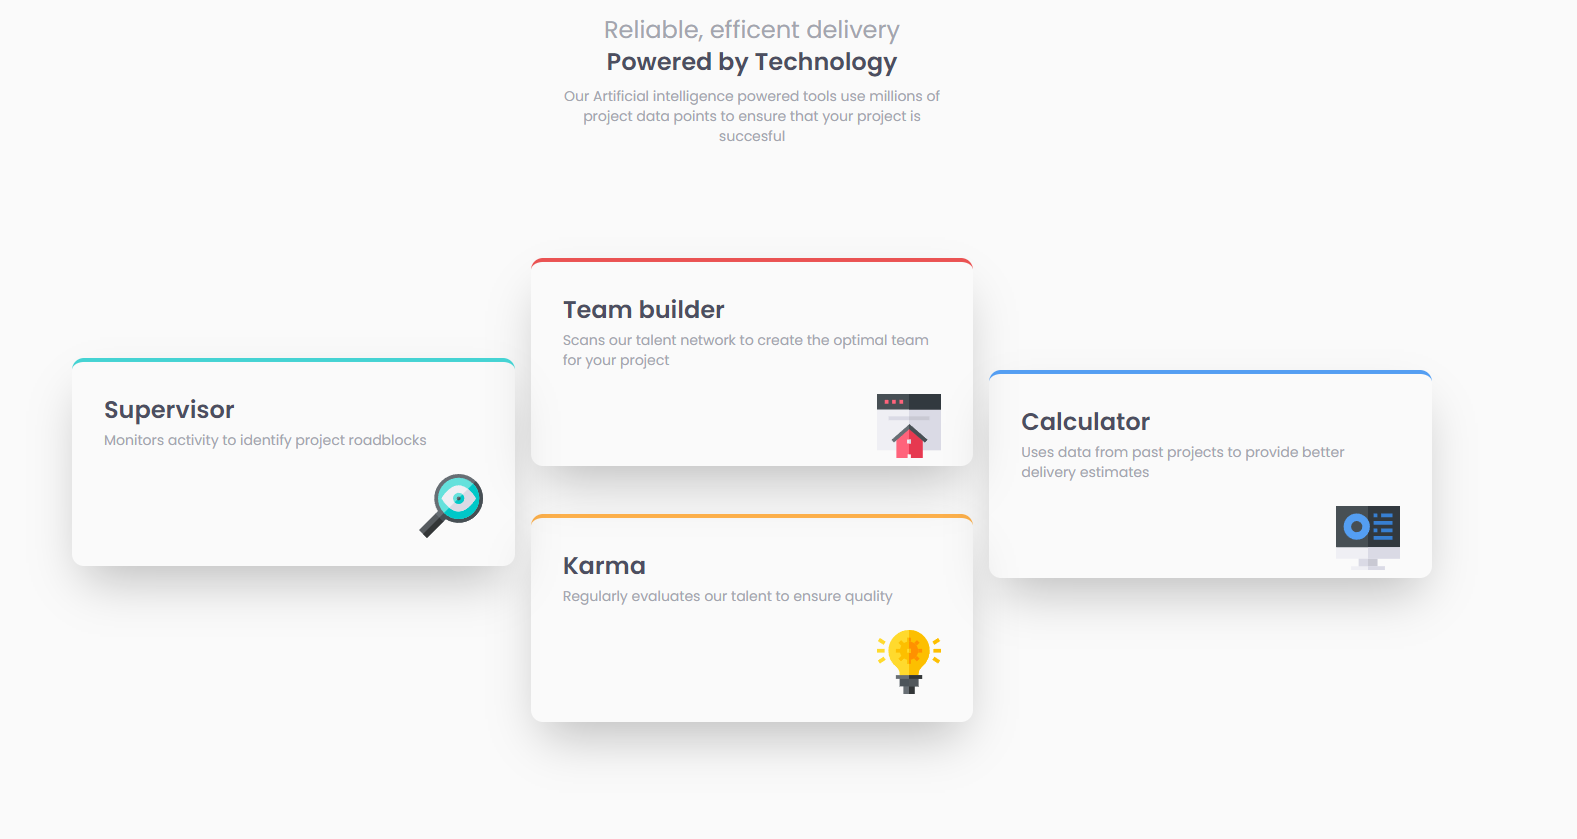 Reliable, efficent delivery
Powered by Technology
Our Artificial intelligence powered tools use millions of
project data points to ensure that your project is
succesful
Supervisor
Monitors activity to identify project roadblocks
Team builder
Scans our talent network to create the optimal team
for your project
Karma
Regularly evaluates our talent to ensure quality
Calculator
Uses data from past projects to provide better
delivery estimates